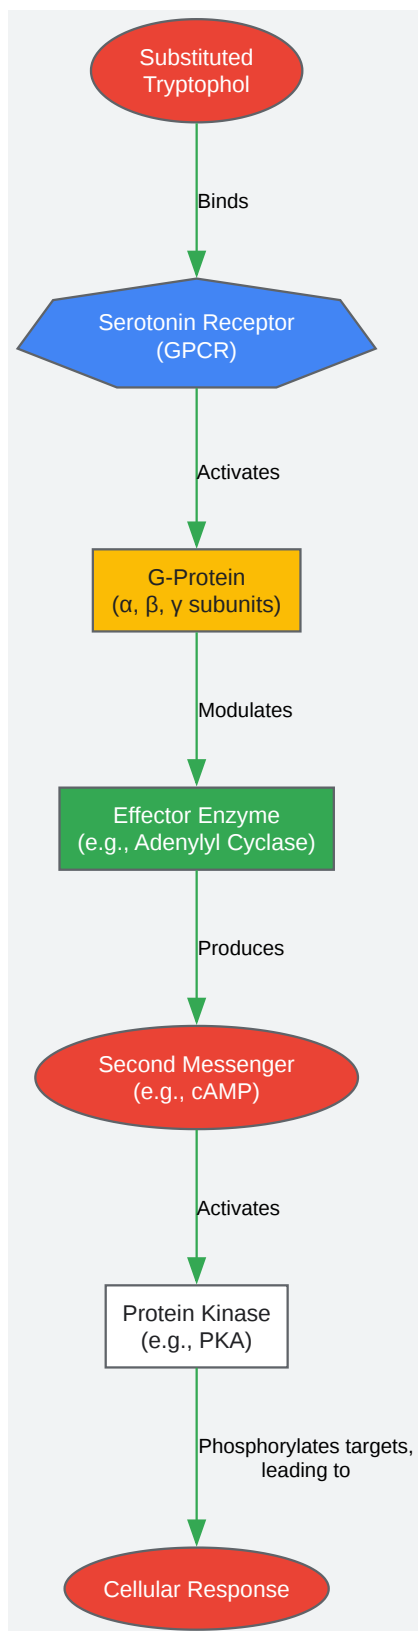 Substituted
Tryptophol
Binds
Serotonin Receptor
(GPCR)
Activates
G-Protein
(α, β, γ subunits)
Modulates
Effector Enzyme
(e.g., Adenylyl Cyclase)
Produces
Second Messenger
(e.g., cAMP)
Activates
Protein Kinase
(e.g., PKA)
Phosphorylates targets,
leading to
Cellular Response